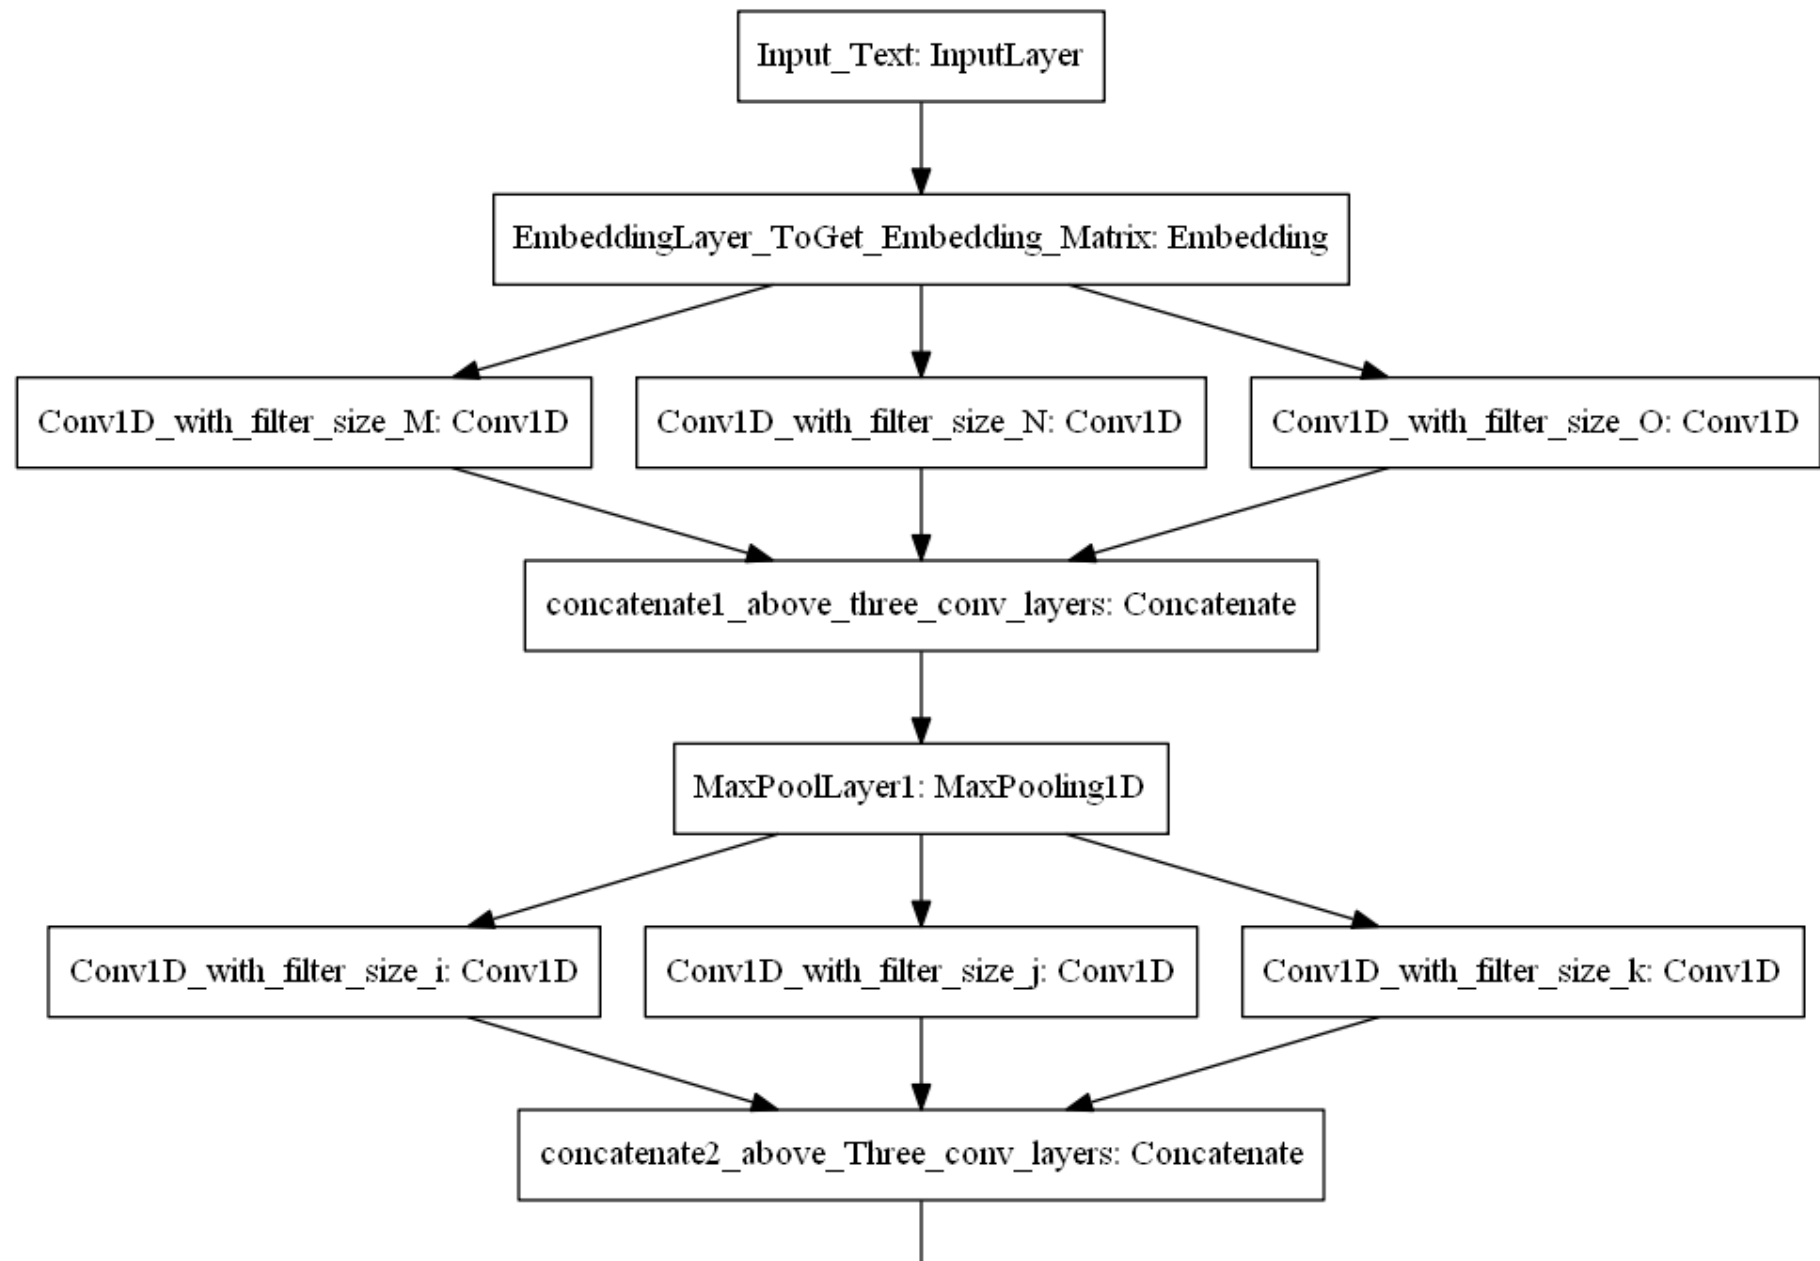 Input_Text: InputLayer
EmbeddingLayer_ToGet_Embedding_Matrix: Embedding
Conv1D_with_filter_size_M: Conv1D
Conv1D_with_filter_size_N: Conv1D
Conv1D_with_filter_size_O: Conv1D
concatenate1_above_three_conv_layers: Concatenate
MaxPoolLayer1: MaxPooling1D
Conv1D_with_filter_size_i: Conv1D
Conv1D_with_filter_size_j: Conv1D
Conv1D_with_filter_size_k: Conv1D
concatenate2_above_Three_conv_layers: Concatenate